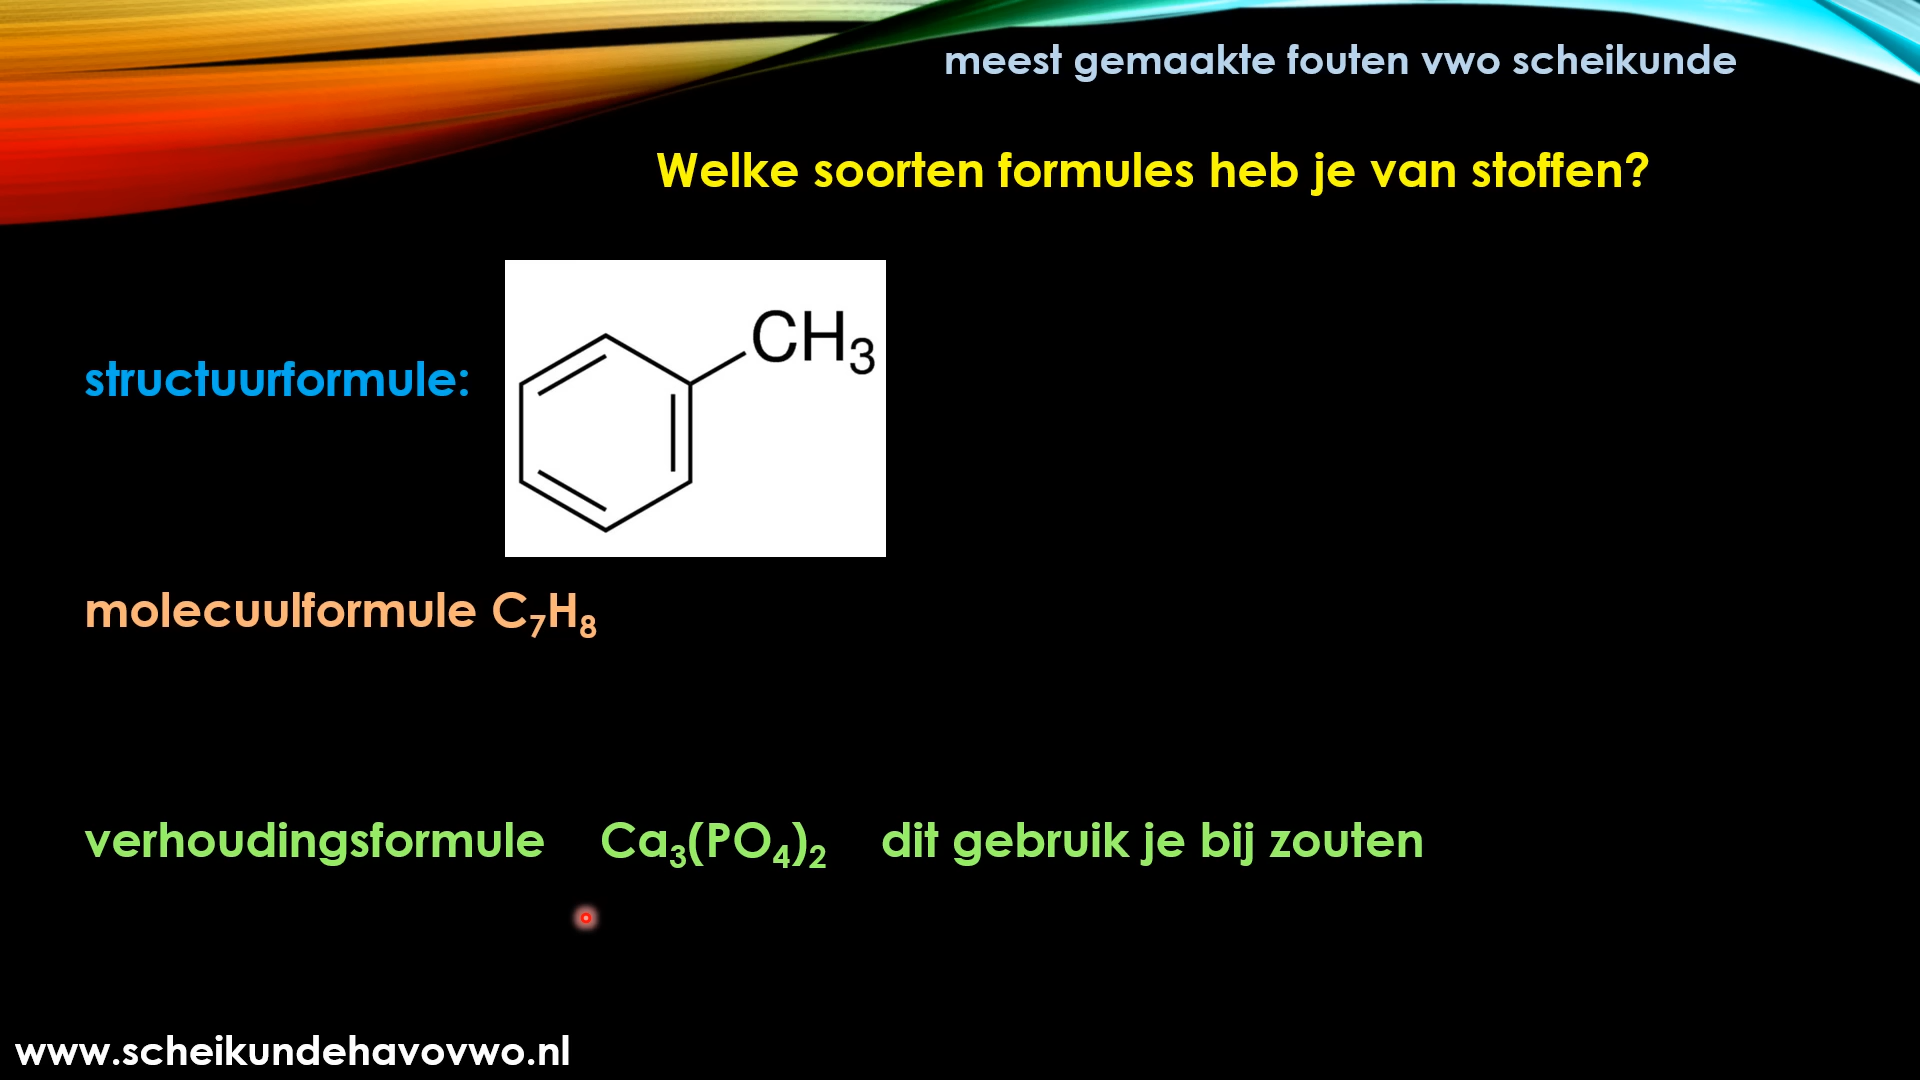 meest gemaakte fouten vwo scheikunde
Welke soorten formules heb je van stoffen?
CH₃
structuurformule:
molecuulformule C₇H₈
verhoudingsformule Ca₃(PO₄)₂ dit gebruik je bij zouten
www.scheikundehavovwo.nl